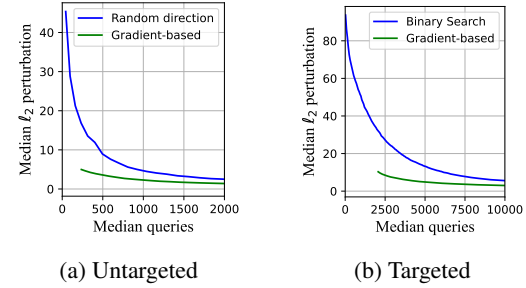 Median ℓ₂ perturbation
40
30
20
10
0
Random direction
Gradient-based
0 500 1000 1500 2000
Median queries
(a) Untargeted
Median ℓ₂ perturbation
80
60
40
20
0
Binary Search
Gradient-based
0 2500 5000 7500 10000
Median queries
(b) Targeted